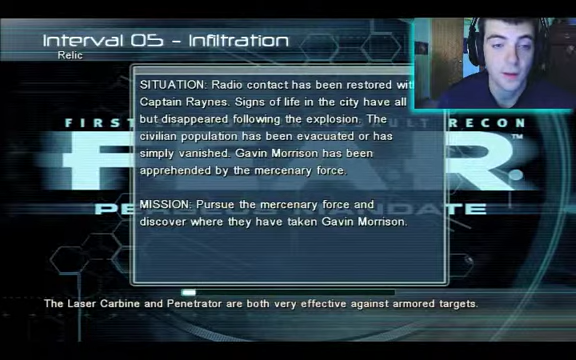 Interval 05 - Infiltration
Relic
SITUATION: Radio contact has been restored with
Captain Raynes. Signs of life in the city have all
but disappeared following the explosion. The
civilian population has been evacuated or has
simply vanished. Gavin Morrison has been
apprehended by the mercenary force.
MISSION: Pursue the mercenary force and
discover where they have taken Gavin Morrison.
The Laser Carbine and Penetrator are both very effective against armored targets.